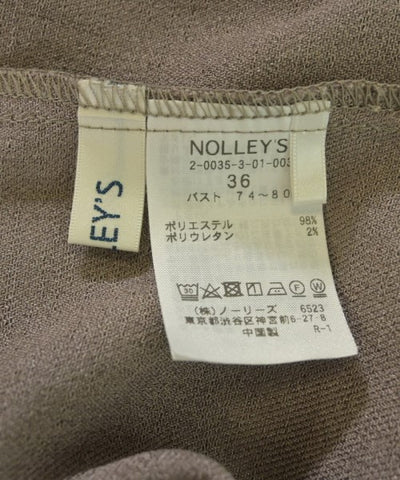 NOLLEY'S
2-0035-3-01-003
36
バスト 74~80
ポリエステル 98%
ポリウレタン 2%
(株)ノーリーズ 6523
東京都渋谷区神宮前6-27-8
中国製 R-1
LEY'S